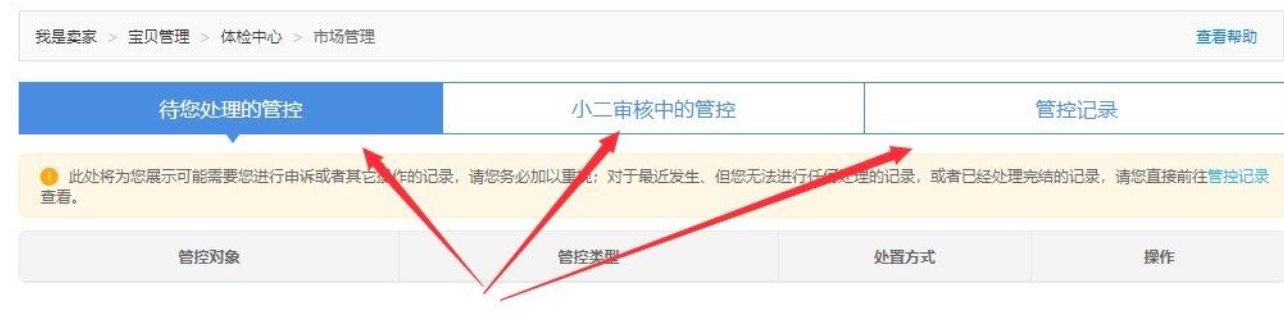 我是卖家 > 宝贝管理 > 体检中心 > 市场管理 查看帮助
待您处理的管控 小二审核中的管控 管控记录
此处将为您展示可能需要您进行申诉或者其它操作的记录，请您务必加以重视；对于最近发生、但您无法进行任何处理的记录，或者已经处理完结的记录，请您直接前往管控记录
查看。
管控对象 管控类型 处置方式 操作